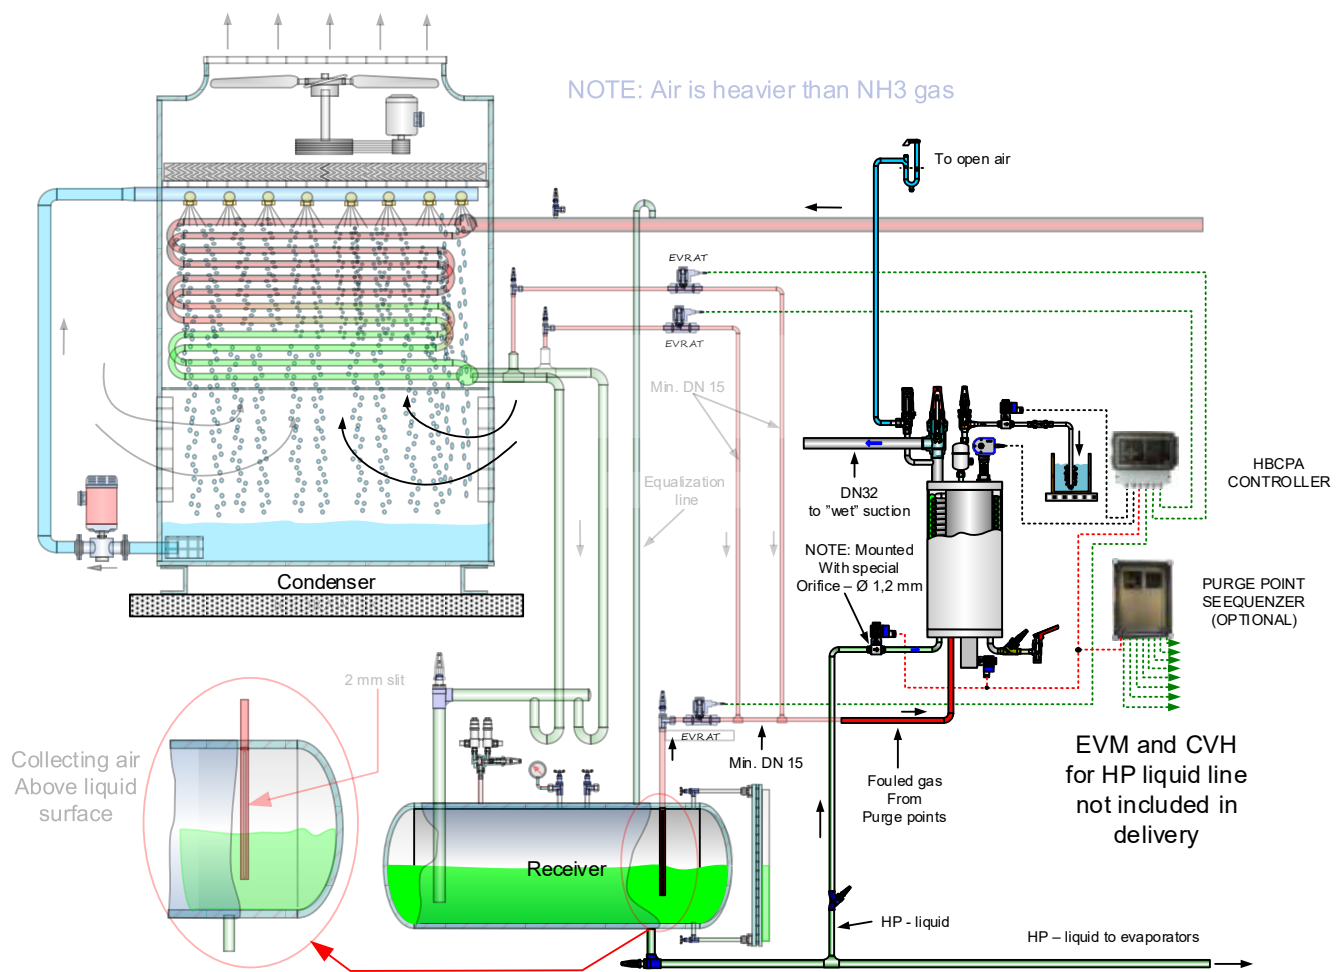 NOTE: Air is heavier than NH3 gas
To open air
EVRAT
EVRAT
Min. DN 15
Equalization
line
DN32
to ”wet” suction
HBCPA
CONTROLLER
NOTE: Mounted
With special
Orifice – Ø 1,2 mm
PURGE POINT
SEEQUENZER
(OPTIONAL)
Condenser
2 mm slit
Collecting air
Above liquid
surface
EVRAT
Min. DN 15
Fouled gas
From
Purge points
EVM and CVH
for HP liquid line
not included in
delivery
Receiver
HP - liquid
HP – liquid to evaporators